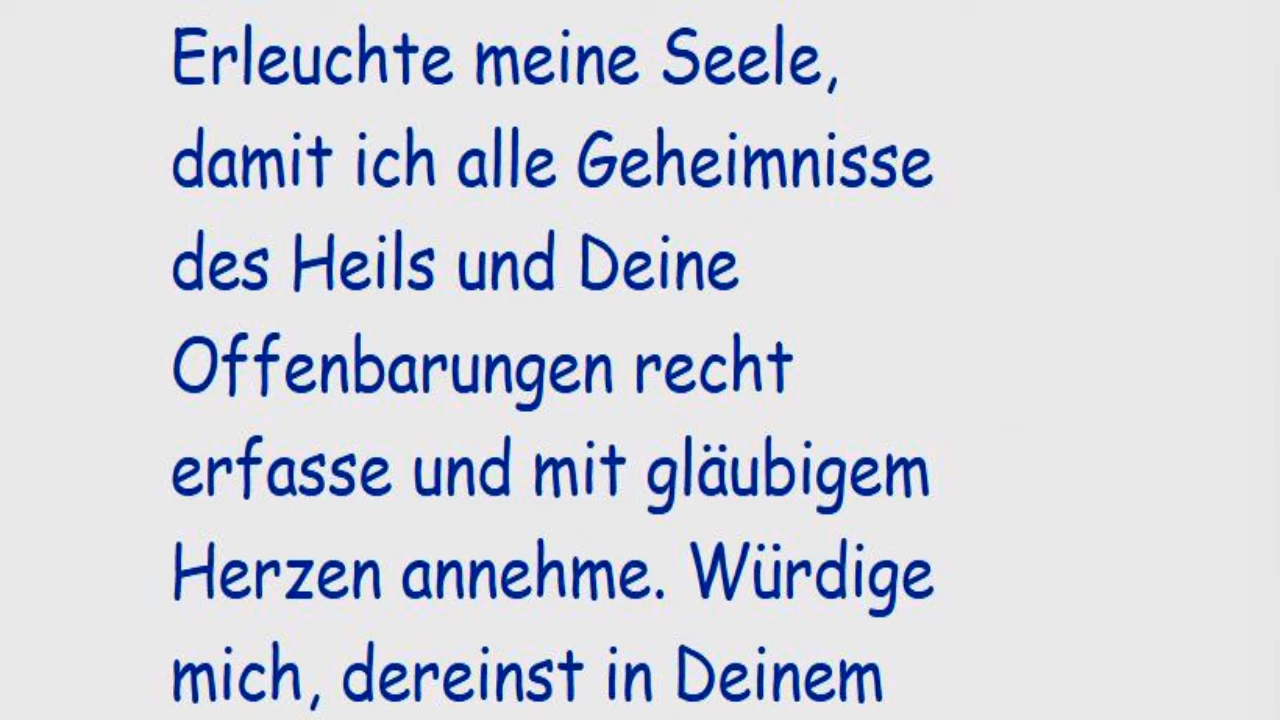 Erleuchte meine Seele,
damit ich alle Geheimnisse
des Heils und Deine
Offenbarungen recht
erfasse und mit gläubigem
Herzen annehme. Würdige
mich, dereinst in Deinem